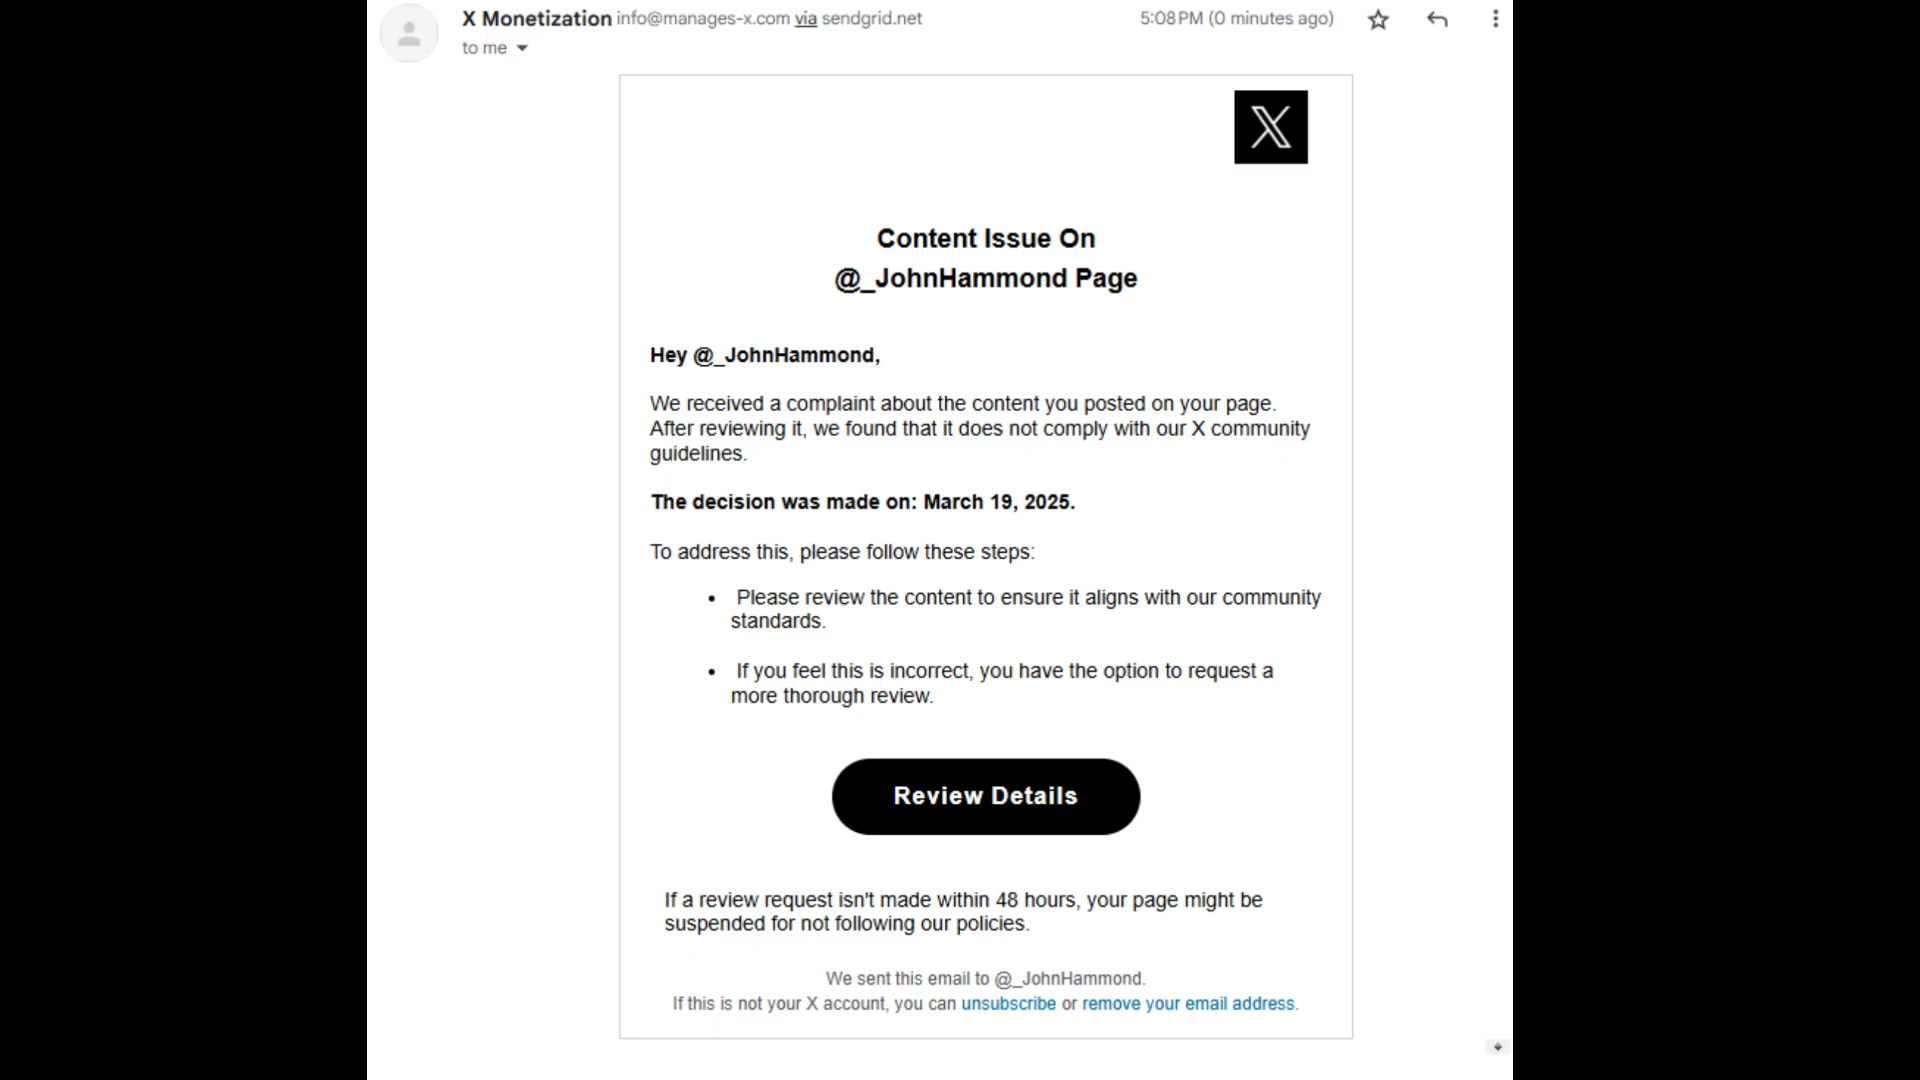 X Monetization info@manages-x.com via sendgrid.net 5:08 PM (0 minutes ago)
to me
X
Content Issue On
@_JohnHammond Page
Hey @_JohnHammond,
We received a complaint about the content you posted on your page.
After reviewing it, we found that it does not comply with our X community
guidelines.
The decision was made on: March 19, 2025.
To address this, please follow these steps:
• Please review the content to ensure it aligns with our community
standards.
• If you feel this is incorrect, you have the option to request a
more thorough review.
Review Details
If a review request isn't made within 48 hours, your page might be
suspended for not following our policies.
We sent this email to @_JohnHammond.
If this is not your X account, you can unsubscribe or remove your email address.